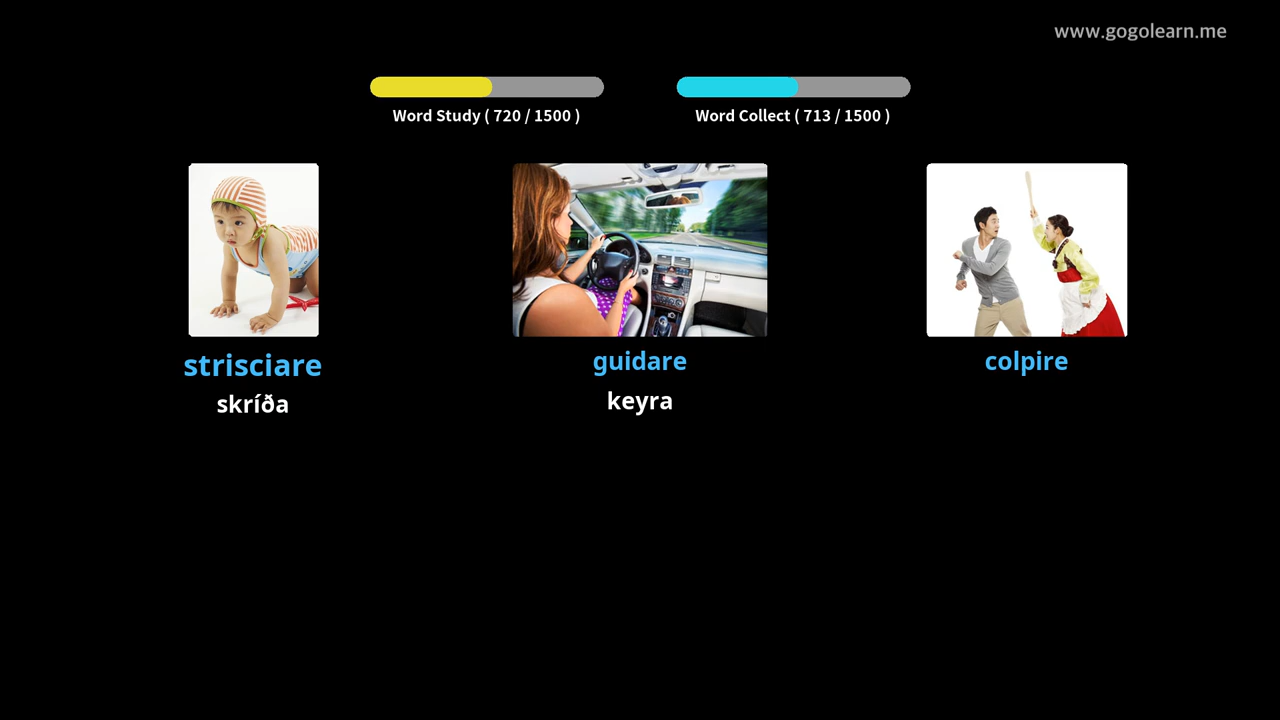 www.gogolearn.me
Word Study ( 720 / 1500 )
Word Collect ( 713 / 1500 )
strisciare
skríða
guidare
keyra
colpire